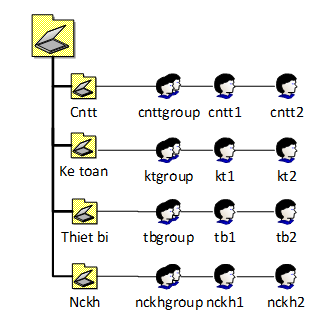 Cntt cnttgroup cntt1 cntt2
Ke toan ktgroup kt1 kt2
Thiet bi tbgroup tb1 tb2
Nckh nckhgroup nckh1 nckh2